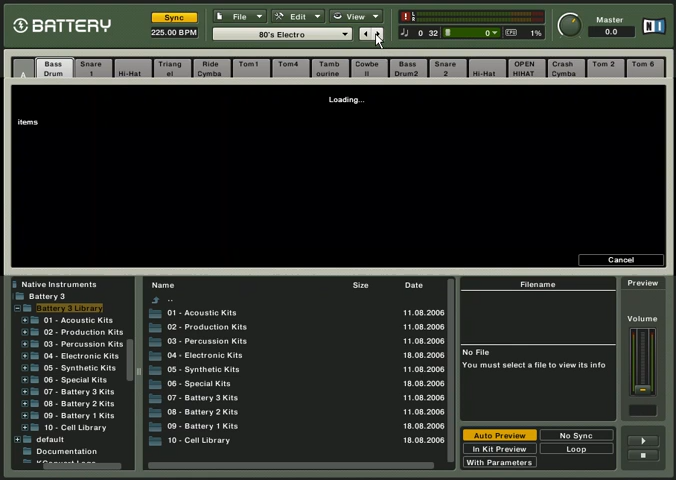 BATTERY
Sync
225.00 BPM
File
Edit
View
80's Electro
L
R
0 32
0
CPU
1%
Master
0.0
NI
A
Bass Drum
Snare 1
Hi-Hat
Triang el
Ride Cymba
Tom1
Tom4
Tamb ourine
Cowbe ll
Bass Drum2
Snare 2
Hi-Hat
OPEN HIHAT
Crash Cymba
Tom 2
Tom 6
Loading...
items
Cancel
Native Instruments
Battery 3
Battery 3 Library
01 - Acoustic Kits
02 - Production Kits
03 - Percussion Kits
04 - Electronic Kits
05 - Synthetic Kits
06 - Special Kits
07 - Battery 3 Kits
08 - Battery 2 Kits
09 - Battery 1 Kits
10 - Cell Library
default
Documentation
Name
Size
Date
..
01 - Acoustic Kits 11.08.2006
02 - Production Kits 11.08.2006
03 - Percussion Kits 11.08.2006
04 - Electronic Kits 18.08.2006
05 - Synthetic Kits 11.08.2006
06 - Special Kits 18.08.2006
07 - Battery 3 Kits 11.08.2006
08 - Battery 2 Kits 11.08.2006
09 - Battery 1 Kits 18.08.2006
10 - Cell Library 18.08.2006
Filename
No File
You must select a file to view its info
Auto Preview
No Sync
In Kit Preview
Loop
With Parameters
Preview
Volume